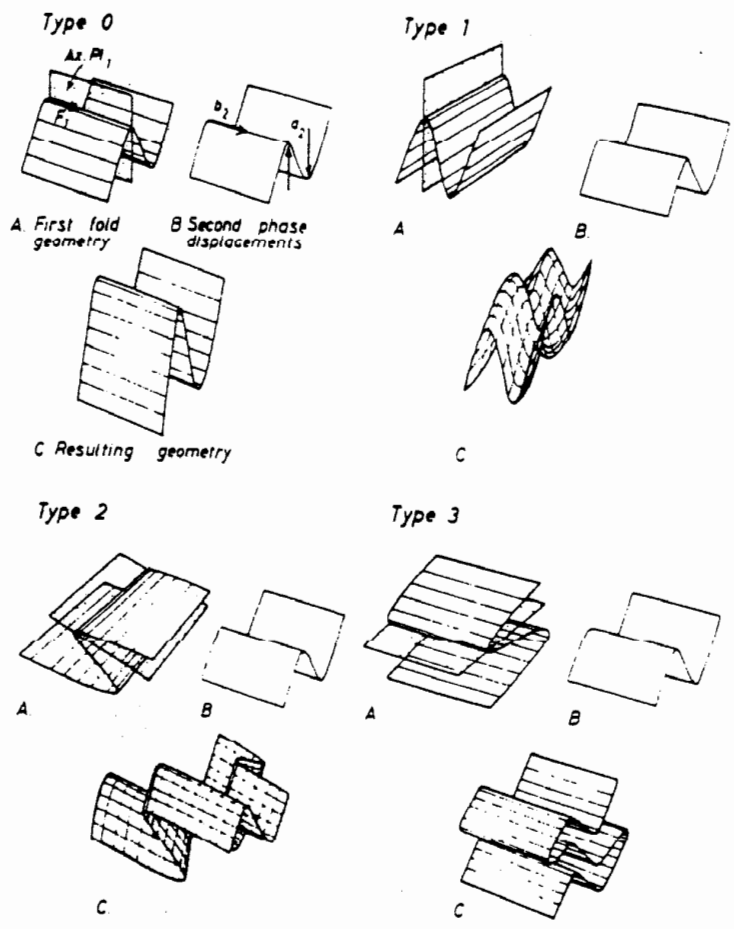 Type 0
Type 1
Ax. Pl₁
F₁
b₂
a₂
A. First fold
geometry
B Second phase
displacements
A
B.
C Resulting geometry
C
Type 2
Type 3
A.
B
A
B
C.
C